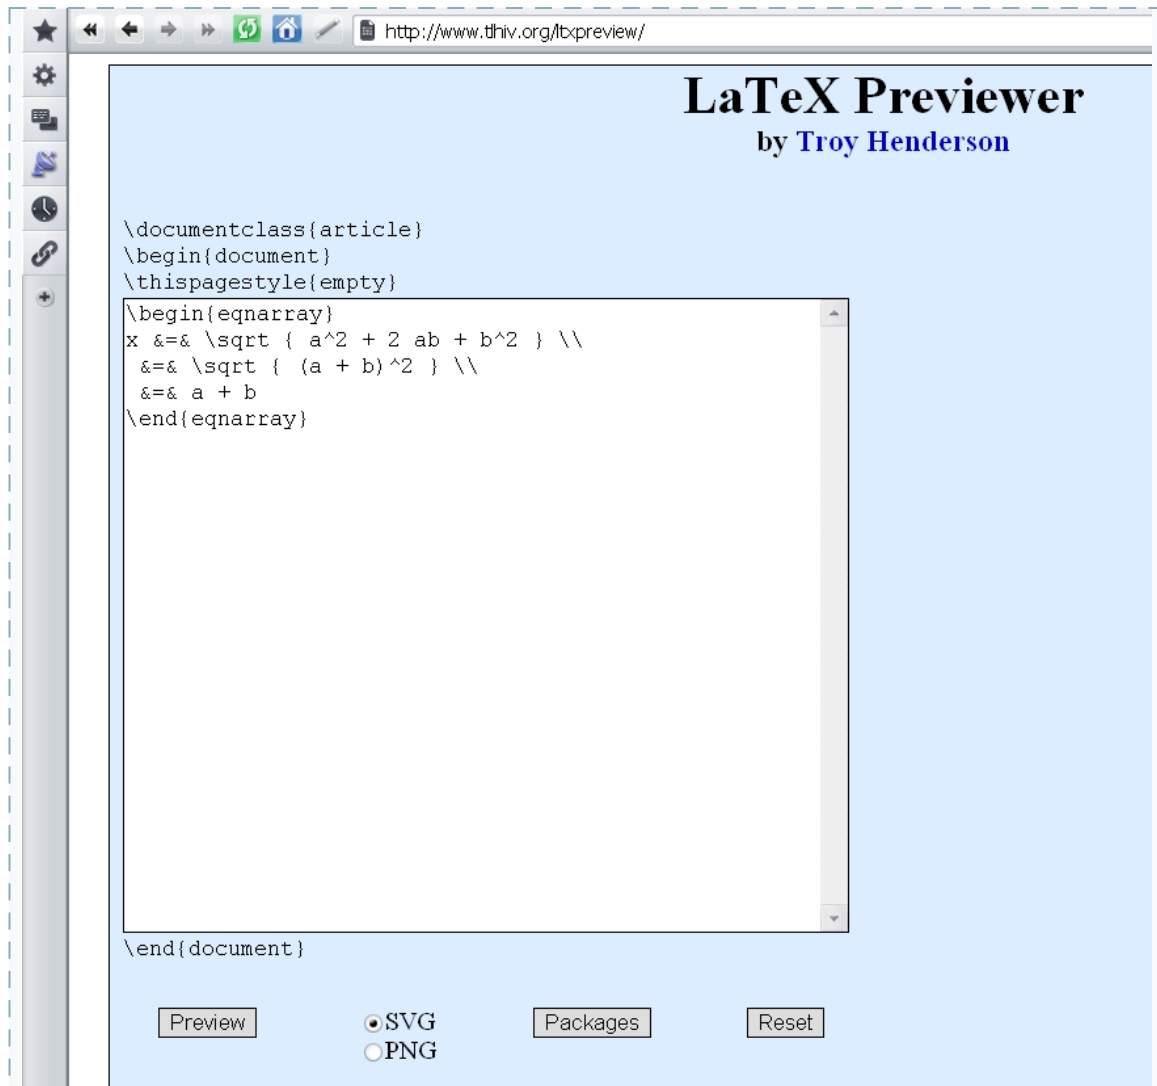 http://www.tlhiv.org/ltxpreview/
LaTeX Previewer
by Troy Henderson
\documentclass{article}
\begin{document}
\thispagestyle{empty}
\begin{eqnarray}
x &=& \sqrt { a^2 + 2 ab + b^2 } \\
 &=& \sqrt { (a + b)^2 } \\
 &=& a + b
\end{eqnarray}
\end{document}
Preview SVG Packages Reset
PNG